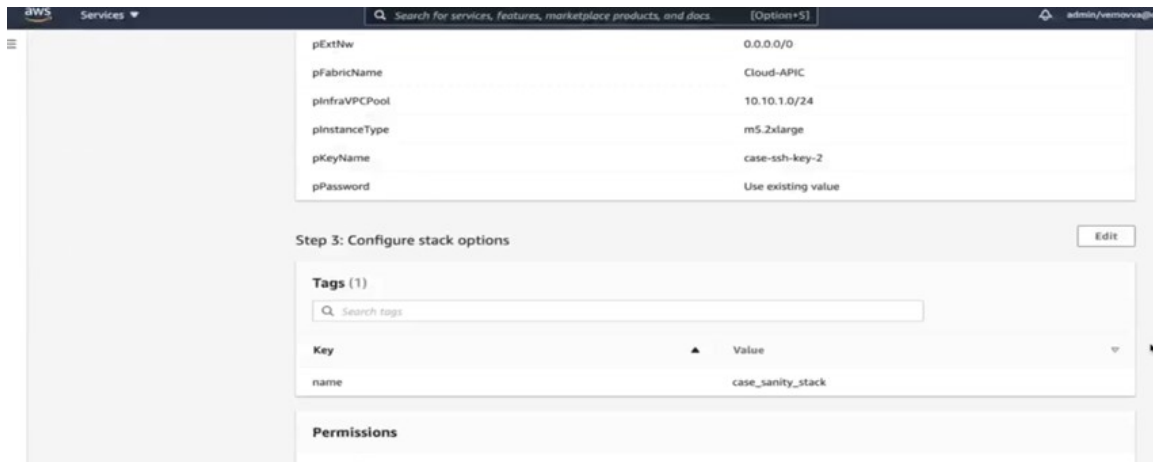 aws Services ▼ Search for services, features, marketplace products, and docs. [Option+S]
pExtNw 0.0.0.0/0
pFabricName Cloud-APIC
pInfraVPCPool 10.10.1.0/24
pInstanceType m5.2xlarge
pKeyName case-ssh-key-2
pPassword Use existing value
Step 3: Configure stack options Edit
Tags (1)
Search tags
Key Value
name case_sanity_stack
Permissions